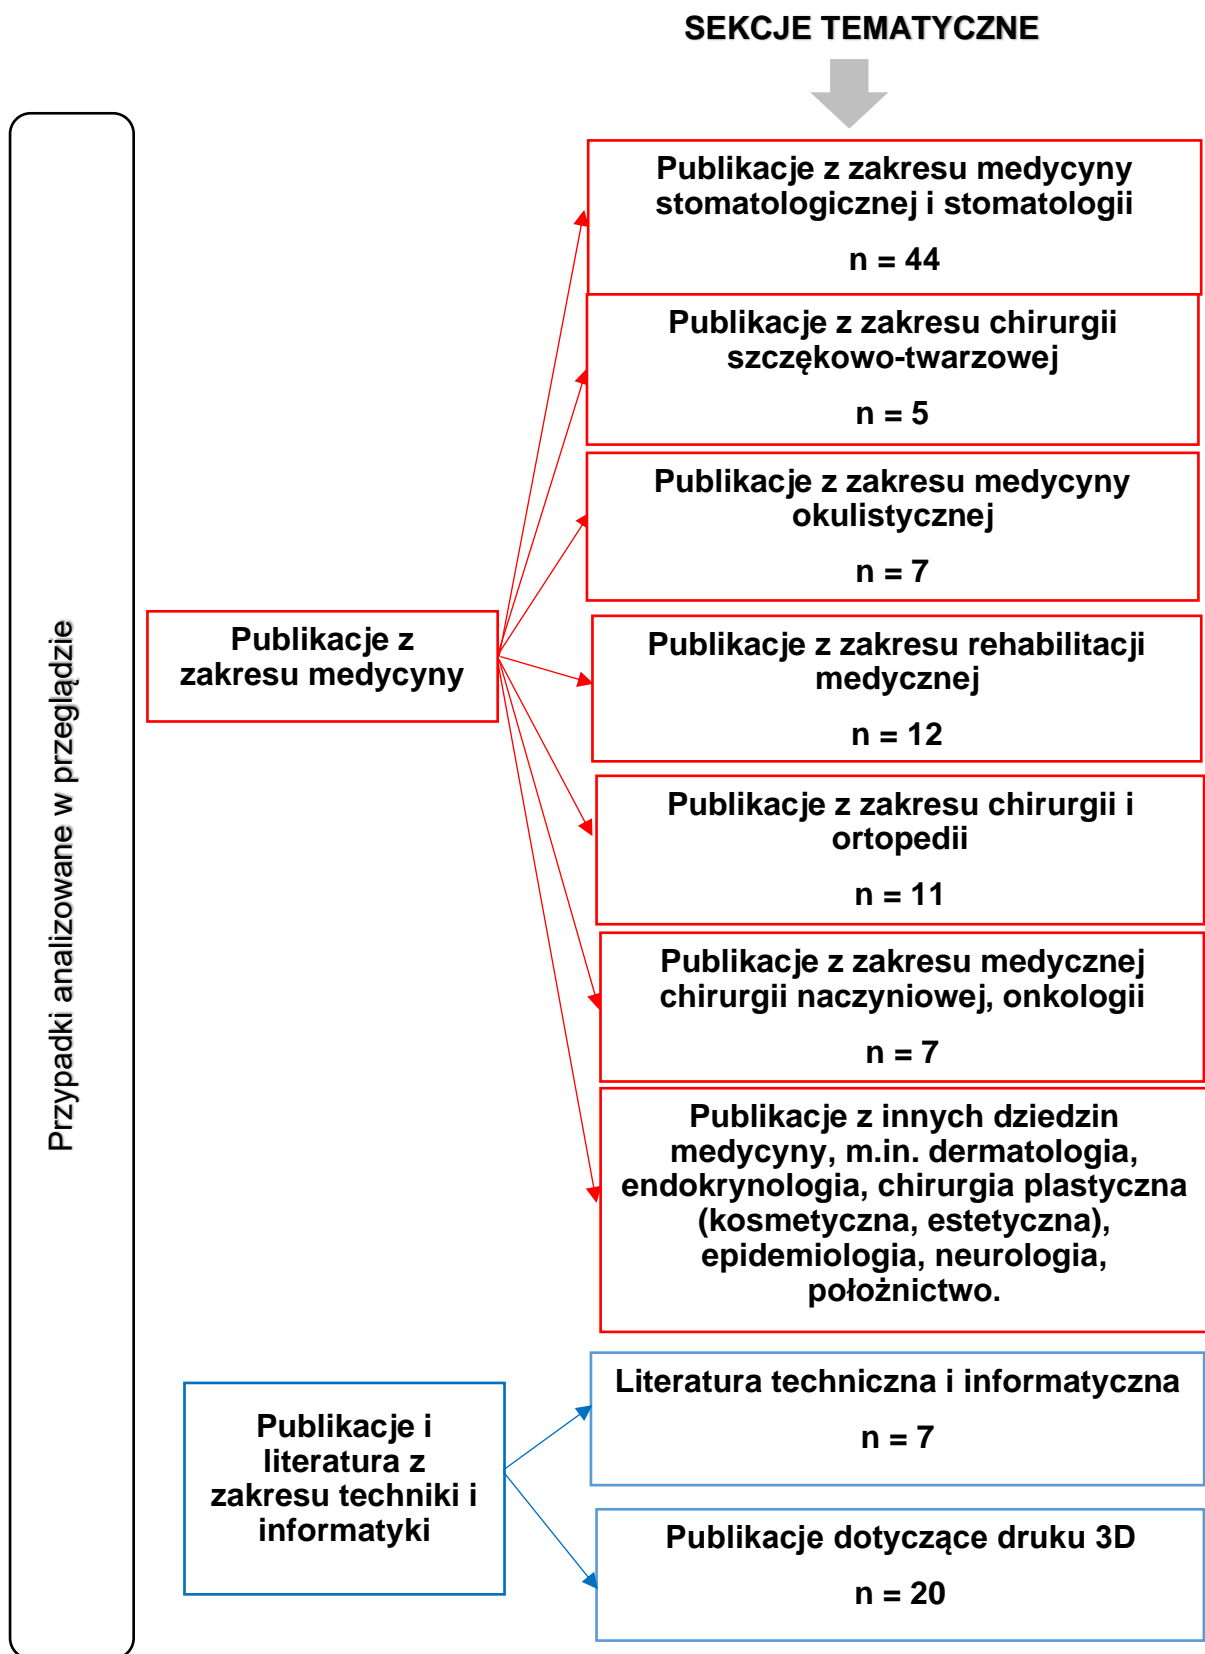 SEKCJE TEMATYCZNE
Przypadki analizowane w przeglądzie
Publikacje z
zakresu medycyny
Publikacje z zakresu medycyny
stomatologicznej i stomatologii
n = 44
Publikacje z zakresu chirurgii
szczękowo-twarzowej
n = 5
Publikacje z zakresu medycyny
okulistycznej
n = 7
Publikacje z zakresu rehabilitacji
medycznej
n = 12
Publikacje z zakresu chirurgii i
ortopedii
n = 11
Publikacje z zakresu medycznej
chirurgii naczyniowej, onkologii
n = 7
Publikacje z innych dziedzin
medycyny, m.in. dermatologia,
endokrynologia, chirurgia plastyczna
(kosmetyczna, estetyczna),
epidemiologia, neurologia,
położnictwo.
Publikacje i
literatura z
zakresu techniki i
informatyki
Literatura techniczna i informatyczna
n = 7
Publikacje dotyczące druku 3D
n = 20